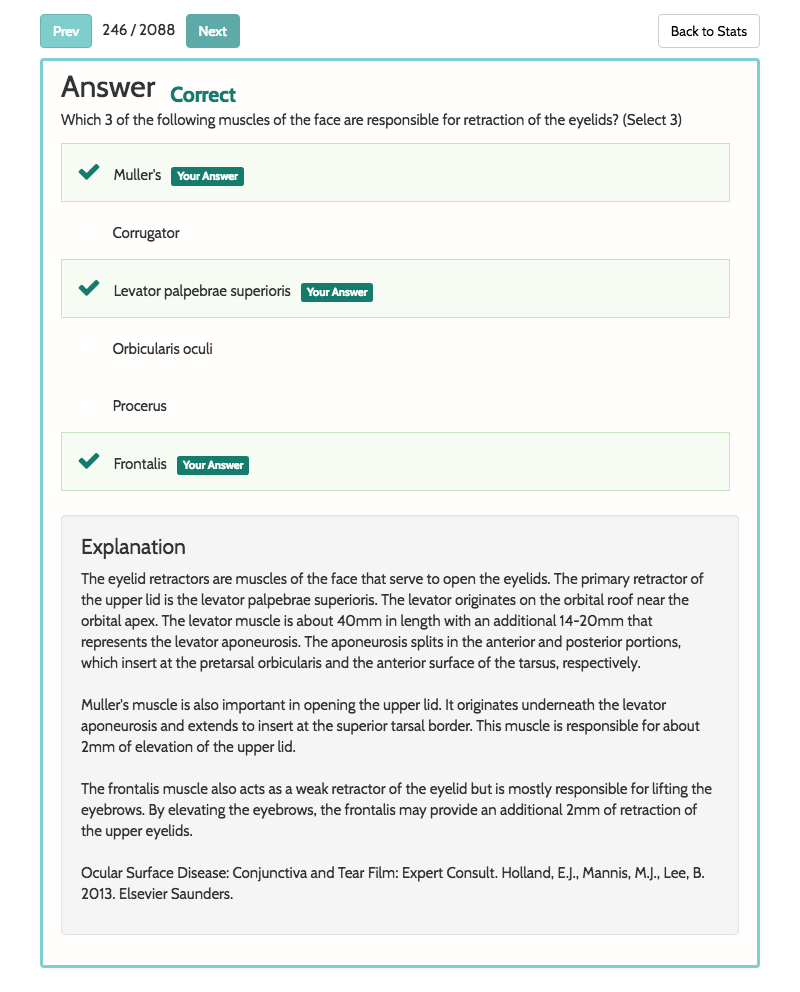 Prev 246 / 2088 Next Back to Stats
Answer Correct
Which 3 of the following muscles of the face are responsible for retraction of the eyelids? (Select 3)
Muller's Your Answer
Corrugator
Levator palpebrae superioris Your Answer
Orbicularis oculi
Procerus
Frontalis Your Answer
Explanation
The eyelid retractors are muscles of the face that serve to open the eyelids. The primary retractor of
the upper lid is the levator palpebrae superioris. The levator originates on the orbital roof near the
orbital apex. The levator muscle is about 40mm in length with an additional 14-20mm that
represents the levator aponeurosis. The aponeurosis splits in the anterior and posterior portions,
which insert at the pretarsal orbicularis and the anterior surface of the tarsus, respectively.
Muller's muscle is also important in opening the upper lid. It originates underneath the levator
aponeurosis and extends to insert at the superior tarsal border. This muscle is responsible for about
2mm of elevation of the upper lid.
The frontalis muscle also acts as a weak retractor of the eyelid but is mostly responsible for lifting the
eyebrows. By elevating the eyebrows, the frontalis may provide an additional 2mm of retraction of
the upper eyelids.
Ocular Surface Disease: Conjunctiva and Tear Film: Expert Consult. Holland, E.J., Mannis, M.J., Lee, B.
2013. Elsevier Saunders.